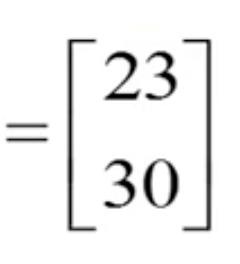 = [ 23
30 ]